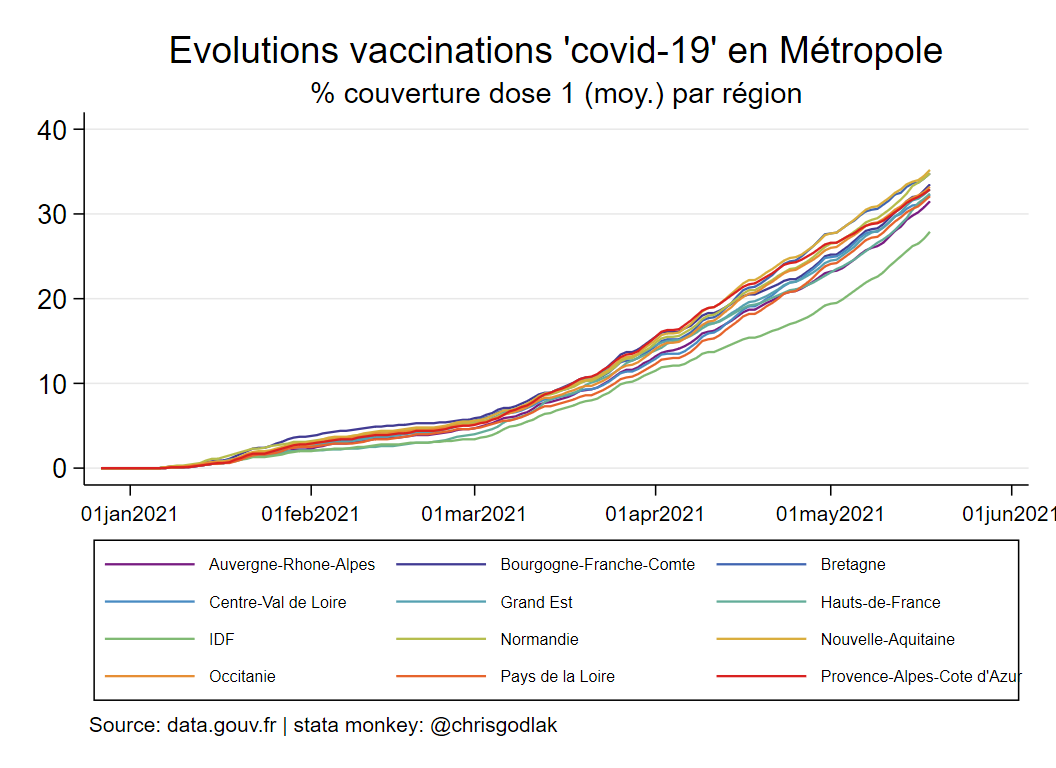 Evolutions vaccinations 'covid-19' en Métropole
% couverture dose 1 (moy.) par région
40
30
20
10
0
01jan2021 01feb2021 01mar2021 01apr2021 01may2021 01jun2021
Auvergne-Rhone-Alpes Bourgogne-Franche-Comte Bretagne
Centre-Val de Loire Grand Est Hauts-de-France
IDF Normandie Nouvelle-Aquitaine
Occitanie Pays de la Loire Provence-Alpes-Cote d'Azur
Source: data.gouv.fr | stata monkey: @chrisgodlak